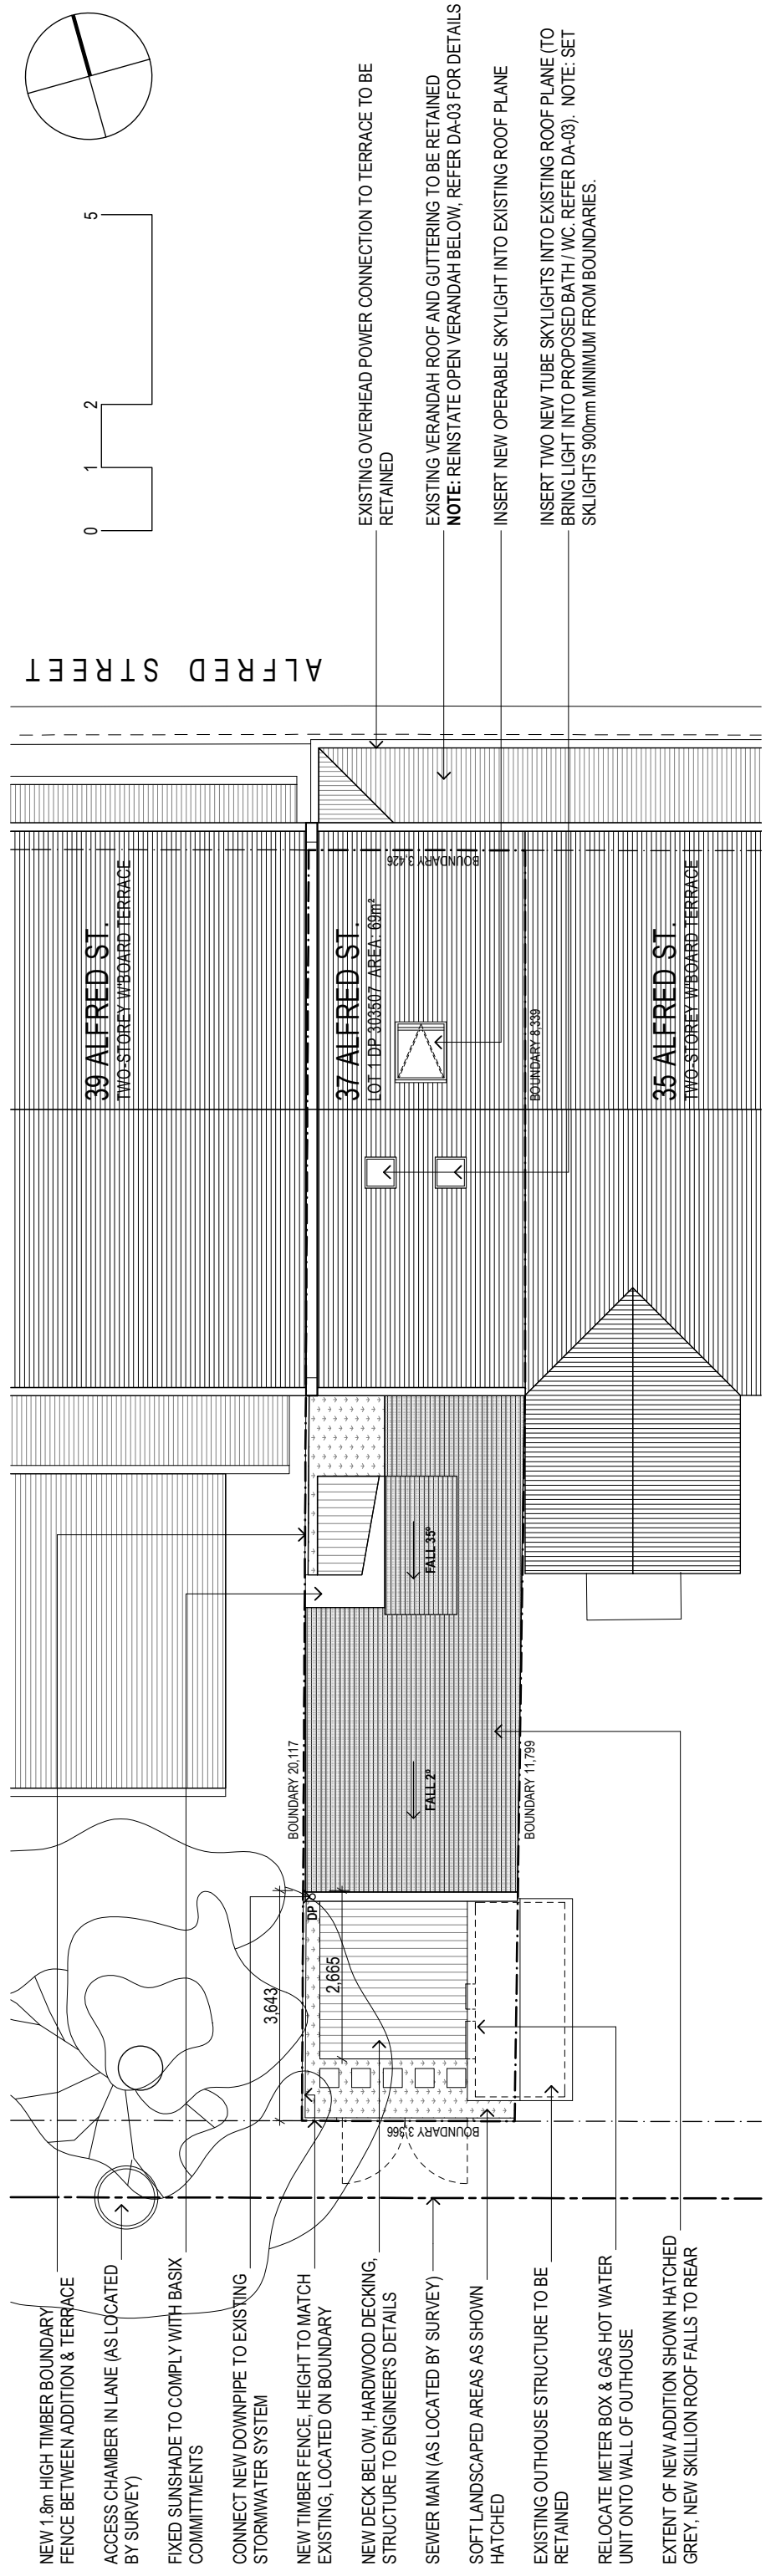 NEW 1.8m HIGH TIMBER BOUNDARY
FENCE BETWEEN ADDITION & TERRACE
ACCESS CHAMBER IN LANE (AS LOCATED
BY SURVEY)
FIXED SUNSHADE TO COMPLY WITH BASIX
COMMITTMENTS
CONNECT NEW DOWNPIPE TO EXISTING
STORMWATER SYSTEM
NEW TIMBER FENCE, HEIGHT TO MATCH
EXISTING, LOCATED ON BOUNDARY
NEW DECK BELOW, HARDWOOD DECKING,
STRUCTURE TO ENGINEER'S DETAILS
SEWER MAIN (AS LOCATED BY SURVEY)
SOFT LANDSCAPED AREAS AS SHOWN
HATCHED
EXISTING OUTHOUSE STRUCTURE TO BE
RETAINED
RELOCATE METER BOX & GAS HOT WATER
UNIT ONTO WALL OF OUTHOUSE
EXTENT OF NEW ADDITION SHOWN HATCHED
GREY, NEW SKILLION ROOF FALLS TO REAR
3,643
2,665
DP
BOUNDARY 3,366
BOUNDARY 20,117
BOUNDARY 11,799
FALL 2°
FALL 35°
39 ALFRED ST.
TWO-STOREY W'BOARD TERRACE
37 ALFRED ST.
LOT 1 DP 303507 AREA: 69m²
BOUNDARY 8,339
BOUNDARY 3,426
35 ALFRED ST.
TWO-STOREY W'BOARD TERRACE
ALFRED STREET
0 1 2 5
EXISTING OVERHEAD POWER CONNECTION TO TERRACE TO BE
RETAINED
EXISTING VERANDAH ROOF AND GUTTERING TO BE RETAINED
NOTE: REINSTATE OPEN VERANDAH BELOW, REFER DA-03 FOR DETAILS
INSERT NEW OPERABLE SKYLIGHT INTO EXISTING ROOF PLANE
INSERT TWO NEW TUBE SKYLIGHTS INTO EXISTING ROOF PLANE (TO
BRING LIGHT INTO PROPOSED BATH / WC. REFER DA-03). NOTE: SET
SKLIGHTS 900mm MINIMUM FROM BOUNDARIES.